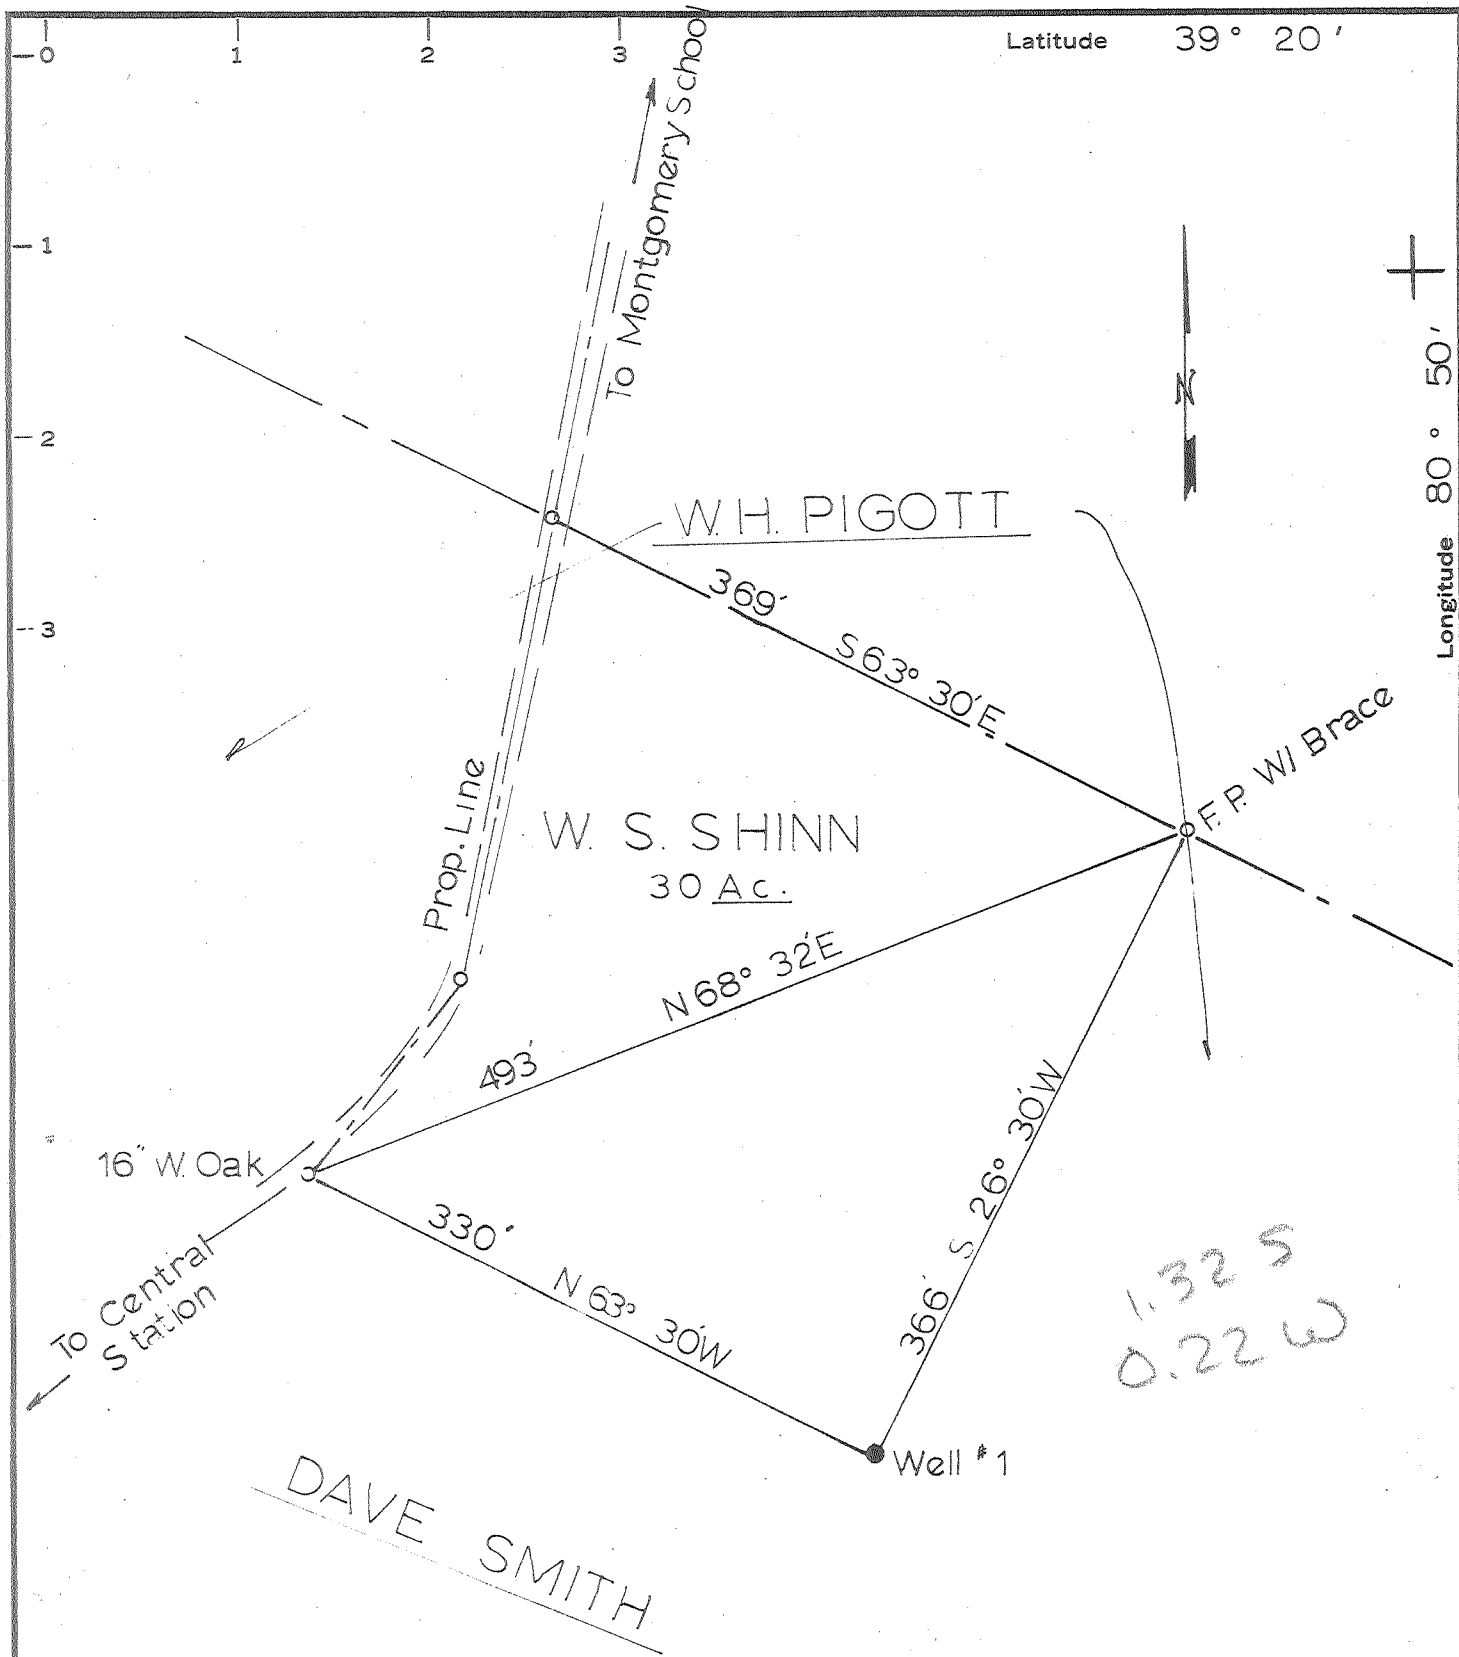 0
1
2
3
Latitude 39° 20'
1
2
3
Longitude 80° 50'
To Montgomery School
N
W. H. PIGOTT
369'
S 63° 30' E
F. P. W/ Brace
Prop. Line
W. S. SHINN
30 Ac.
N 68° 32' E
493'
16" W. Oak
330'
N 63° 30' W
366' S 26° 30' W
To Central
Station
1.32 S
0.22 W
Well #1
DAVE SMITH